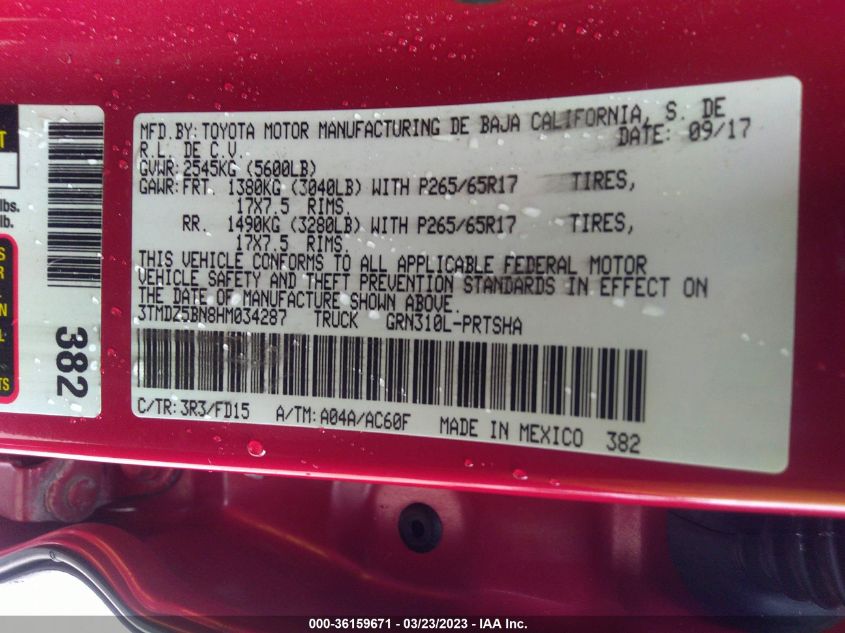 MFD.BY: TOYOTA MOTOR MANUFACTURING DE BAJA CALIFORNIA, S. DE
R.L. DE C.V.
DATE: 09/17
GVWR: 2545KG (5600LB)
GAWR: FRT. 1380KG (3040LB) WITH P265/65R17 TIRES,
17X7.5 RIMS.
RR. 1490KG (3280LB) WITH P265/65R17 TIRES,
17X7.5 RIMS.
THIS VEHICLE CONFORMS TO ALL APPLICABLE FEDERAL MOTOR
VEHICLE SAFETY AND THEFT PREVENTION STANDARDS IN EFFECT ON
THE DATE OF MANUFACTURE SHOWN ABOVE.
3TMDZ5BN8HM034287 TRUCK GRN310L-PRTSHA
C/TR: 3R3/FD15 A/TM: A04A/AC60F MADE IN MEXICO 382
lbs.
lb.
382
000-36159671 - 03/23/2023 - IAA Inc.